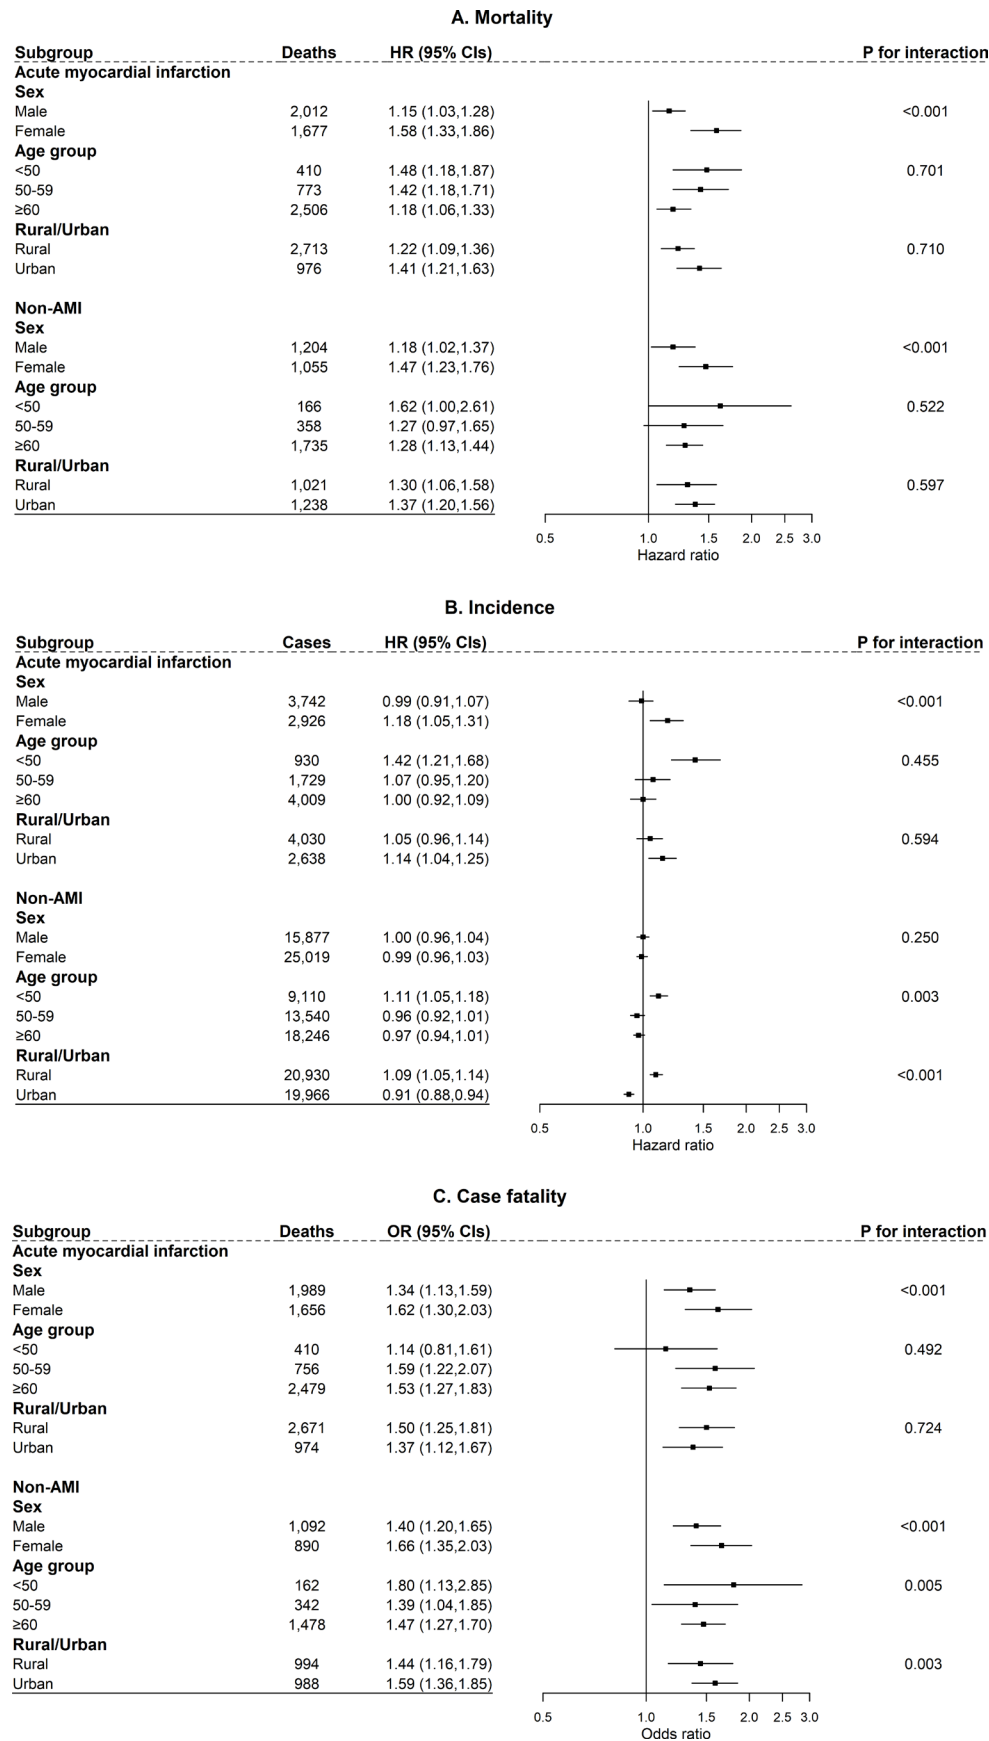 A. Mortality
Subgroup Deaths HR (95% CIs) P for interaction
Acute myocardial infarction
Sex
Male 2,012 1.15 (1.03,1.28) <0.001
Female 1,677 1.58 (1.33,1.86)
Age group
<50 410 1.48 (1.18,1.87) 0.701
50-59 773 1.42 (1.18,1.71)
≥60 2,506 1.18 (1.06,1.33)
Rural/Urban
Rural 2,713 1.22 (1.09,1.36) 0.710
Urban 976 1.41 (1.21,1.63)
Non-AMI
Sex
Male 1,204 1.18 (1.02,1.37) <0.001
Female 1,055 1.47 (1.23,1.76)
Age group
<50 166 1.62 (1.00,2.61) 0.522
50-59 358 1.27 (0.97,1.65)
≥60 1,735 1.28 (1.13,1.44)
Rural/Urban
Rural 1,021 1.30 (1.06,1.58) 0.597
Urban 1,238 1.37 (1.20,1.56)
0.5 1.0 1.5 2.0 2.5 3.0
Hazard ratio
B. Incidence
Subgroup Cases HR (95% CIs) P for interaction
Acute myocardial infarction
Sex
Male 3,742 0.99 (0.91,1.07) <0.001
Female 2,926 1.18 (1.05,1.31)
Age group
<50 930 1.42 (1.21,1.68) 0.455
50-59 1,729 1.07 (0.95,1.20)
≥60 4,009 1.00 (0.92,1.09)
Rural/Urban
Rural 4,030 1.05 (0.96,1.14) 0.594
Urban 2,638 1.14 (1.04,1.25)
Non-AMI
Sex
Male 15,877 1.00 (0.96,1.04) 0.250
Female 25,019 0.99 (0.96,1.03)
Age group
<50 9,110 1.11 (1.05,1.18) 0.003
50-59 13,540 0.96 (0.92,1.01)
≥60 18,246 0.97 (0.94,1.01)
Rural/Urban
Rural 20,930 1.09 (1.05,1.14) <0.001
Urban 19,966 0.91 (0.88,0.94)
0.5 1.0 1.5 2.0 2.5 3.0
Hazard ratio
C. Case fatality
Subgroup Deaths OR (95% CIs) P for interaction
Acute myocardial infarction
Sex
Male 1,989 1.34 (1.13,1.59) <0.001
Female 1,656 1.62 (1.30,2.03)
Age group
<50 410 1.14 (0.81,1.61) 0.492
50-59 756 1.59 (1.22,2.07)
≥60 2,479 1.53 (1.27,1.83)
Rural/Urban
Rural 2,671 1.50 (1.25,1.81) 0.724
Urban 974 1.37 (1.12,1.67)
Non-AMI
Sex
Male 1,092 1.40 (1.20,1.65) <0.001
Female 890 1.66 (1.35,2.03)
Age group
<50 162 1.80 (1.13,2.85) 0.005
50-59 342 1.39 (1.04,1.85)
≥60 1,478 1.47 (1.27,1.70)
Rural/Urban
Rural 994 1.44 (1.16,1.79) 0.003
Urban 988 1.59 (1.36,1.85)
0.5 1.0 1.5 2.0 2.5 3.0
Odds ratio